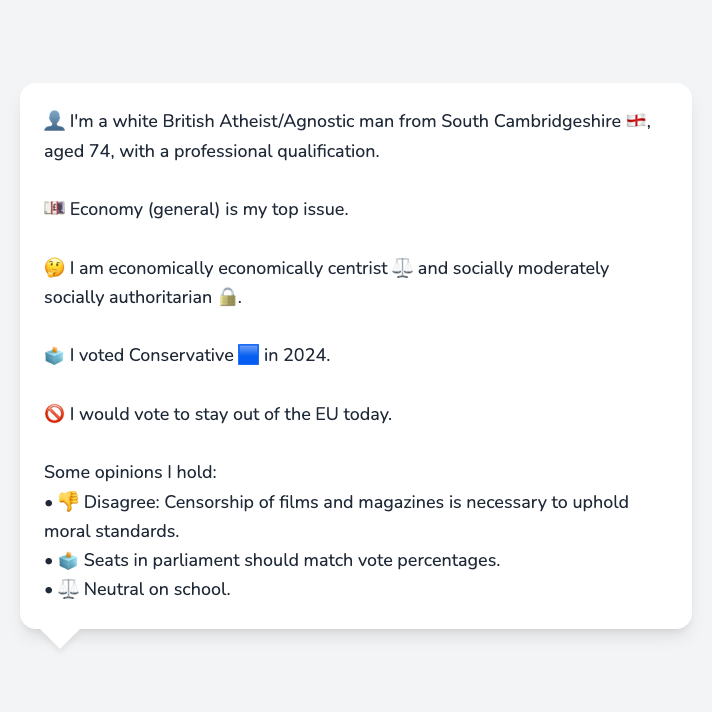 👤 I'm a white British Atheist/Agnostic man from South Cambridgeshire 🏴󠁧󠁢󠁥󠁮󠁧󠁿,
aged 74, with a professional qualification.
💷 Economy (general) is my top issue.
🤔 I am economically economically centrist ⚖️ and socially moderately
socially authoritarian 🔒.
🗳️ I voted Conservative 🟦 in 2024.
🚫 I would vote to stay out of the EU today.
Some opinions I hold:
• 👎 Disagree: Censorship of films and magazines is necessary to uphold
moral standards.
• 🗳️ Seats in parliament should match vote percentages.
• ⚖️ Neutral on school.